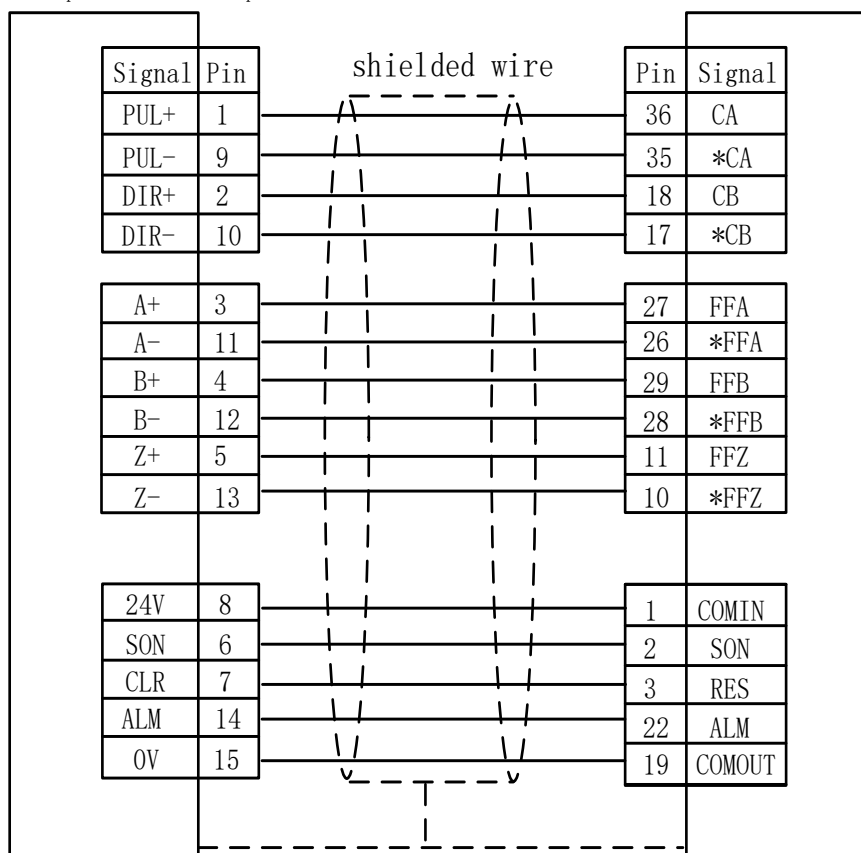 shielded wire
Signal Pin Pin Signal
PUL+ 1 36 CA
PUL- 9 35 *CA
DIR+ 2 18 CB
DIR- 10 17 *CB
A+ 3 27 FFA
A- 11 26 *FFA
B+ 4 29 FFB
B- 12 28 *FFB
Z+ 5 11 FFZ
Z- 13 10 *FFZ
24V 8 1 COMIN
SON 6 2 SON
CLR 7 3 RES
ALM 14 22 ALM
0V 15 19 COMOUT